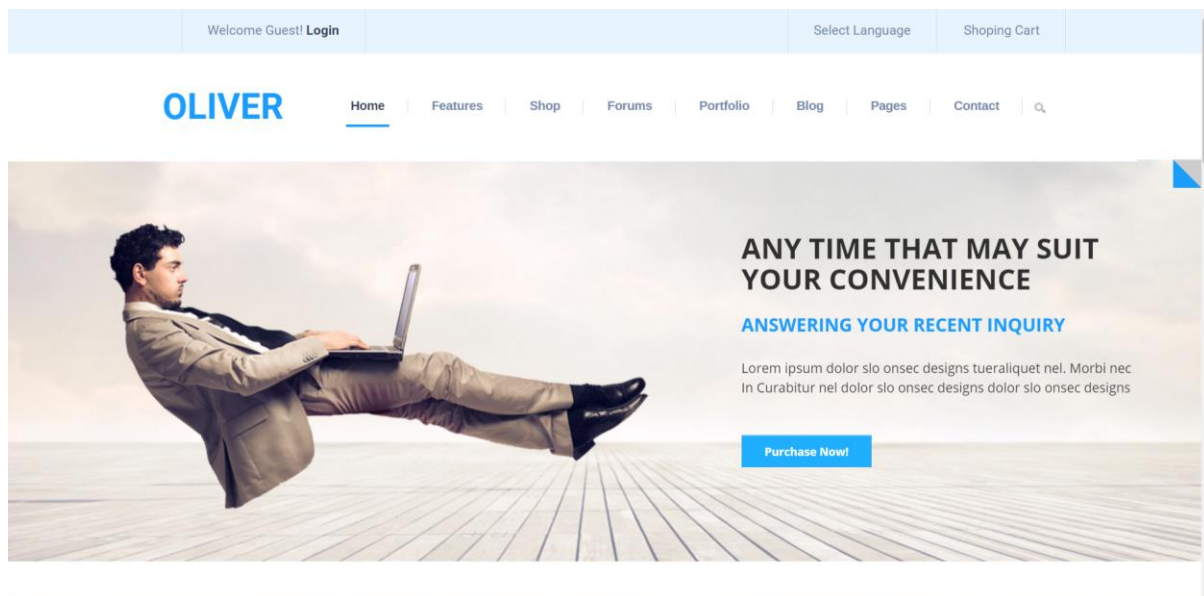 Welcome Guest! Login
Select Language
Shoping Cart
OLIVER
Home
Features
Shop
Forums
Portfolio
Blog
Pages
Contact
ANY TIME THAT MAY SUIT
YOUR CONVENIENCE
ANSWERING YOUR RECENT INQUIRY
Lorem ipsum dolor slo onsec designs tueraliquet nel. Morbi nec
In Curabitur nel dolor slo onsec designs dolor slo onsec designs
Purchase Now!